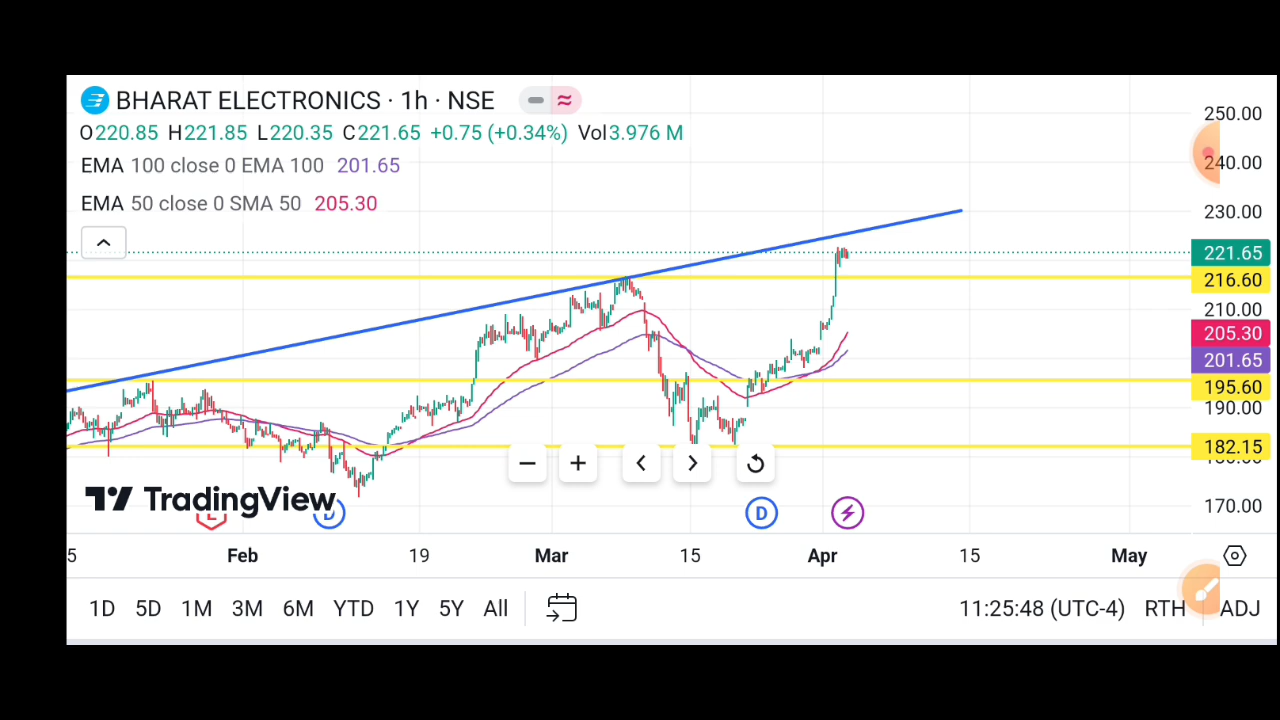 BHARAT ELECTRONICS · 1h · NSE
O220.85 H221.85 L220.35 C221.65 +0.75 (+0.34%) Vol3.976 M
EMA 100 close 0 EMA 100 201.65
EMA 50 close 0 SMA 50 205.30
250.00
240.00
230.00
221.65
216.60
210.00
205.30
201.65
195.60
190.00
182.15
170.00
TradingView
D
D
5 Feb 19 Mar 15 Apr 15 May
1D 5D 1M 3M 6M YTD 1Y 5Y All
11:25:48 (UTC-4) RTH ADJ